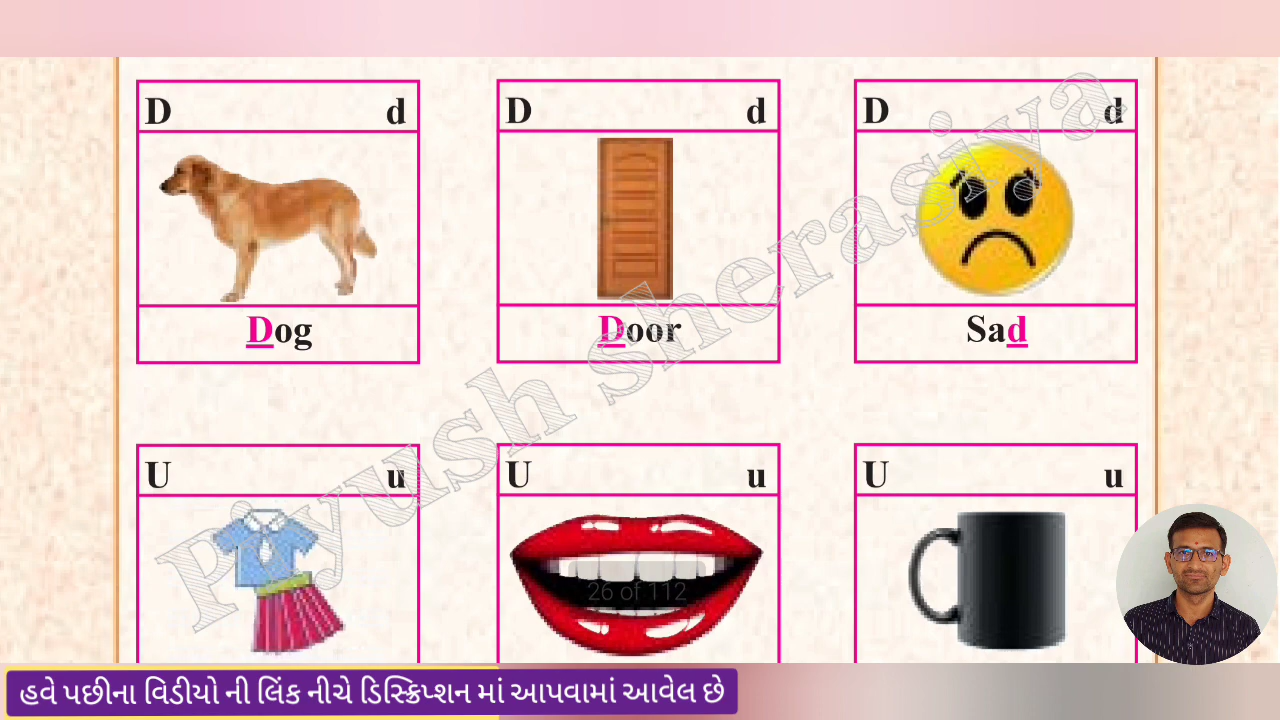 D d
D d
D d
Dog
Door
Sad
U u
U u
U u
Piyush sherasiya
26 of 112
હવે પછીના વિડીયો ની લિંક નીચે ડિસ્ક્રિપ્શન માં આપવામાં આવેલ છે